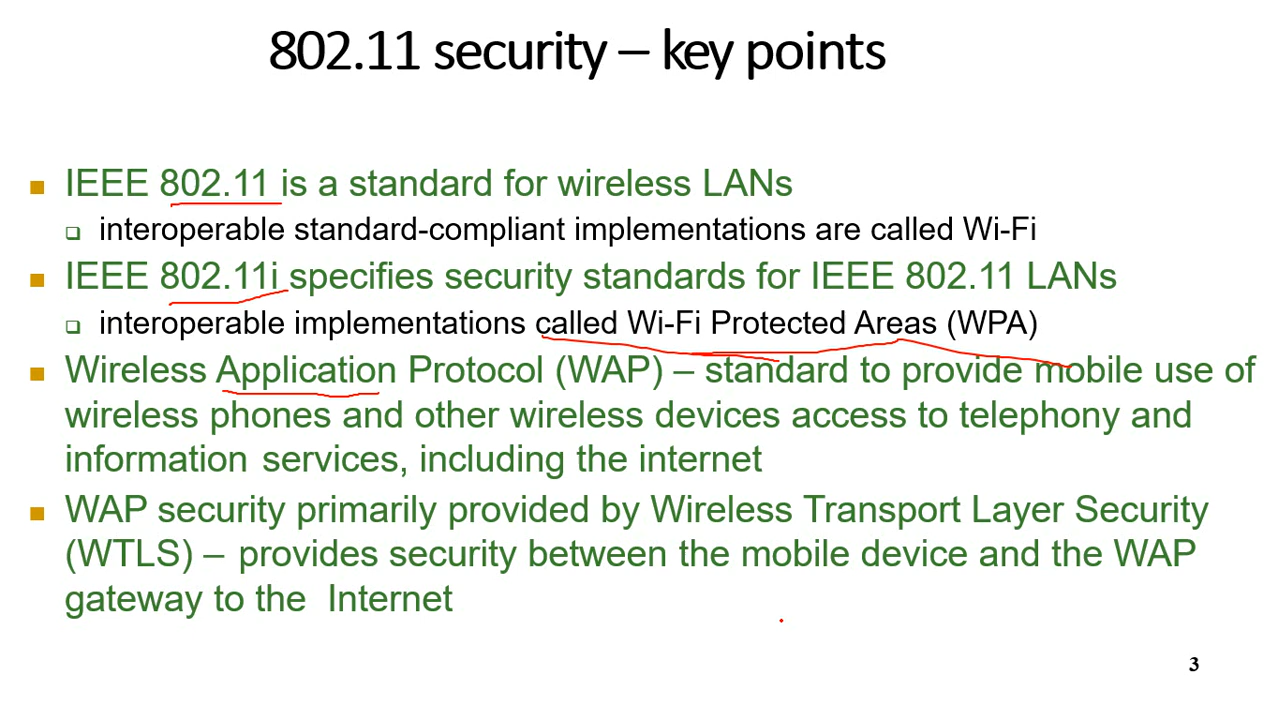 802.11 security – key points
IEEE 802.11 is a standard for wireless LANs
interoperable standard-compliant implementations are called Wi-Fi
IEEE 802.11i specifies security standards for IEEE 802.11 LANs
interoperable implementations called Wi-Fi Protected Areas (WPA)
Wireless Application Protocol (WAP) – standard to provide mobile use of
wireless phones and other wireless devices access to telephony and
information services, including the internet
WAP security primarily provided by Wireless Transport Layer Security
(WTLS) – provides security between the mobile device and the WAP
gateway to the Internet
3